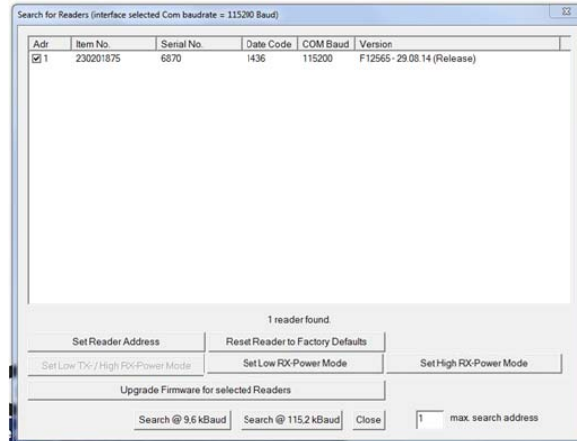 Search for Readers (interface selected Com baudrate = 115200 Baud)
Adr Item No. Serial No. Date Code COM Baud Version
1 230201875 6870 1436 115200 F12565 - 29.08.14 (Release)
1 reader found.
Set Reader Address Reset Reader to Factory Defaults
Set Low TX- / High RX-Power Mode Set Low RX-Power Mode Set High RX-Power Mode
Upgrade Firmware for selected Readers
Search @ 9,6 kBaud Search @ 115,2 kBaud Close 1 max. search address